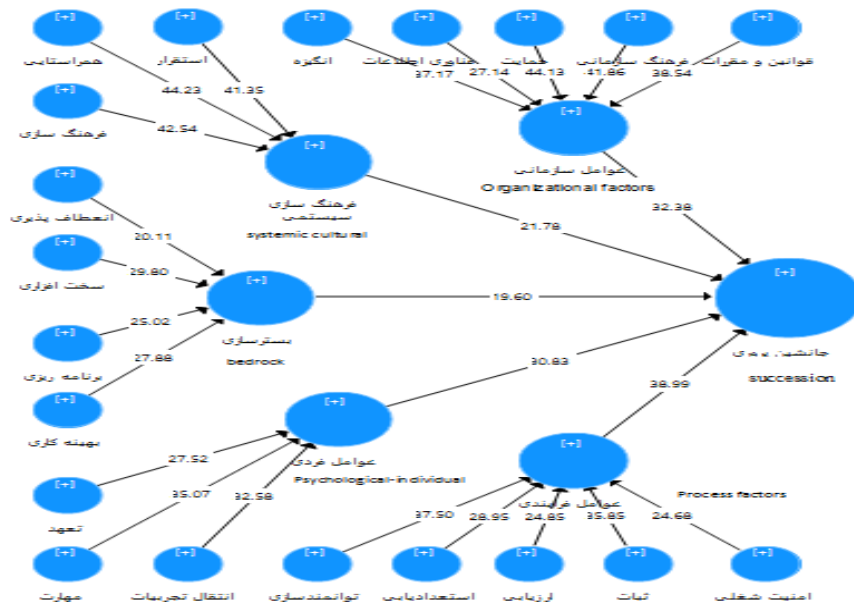 [+]
[+]
[+]
[+]
[+]
[+]
[+]
همراستایی
استقرار
انگیزه
فناوری اطلاعات
حمایت
فرهنگ سازمانی
قوانین و مقررات
37.17
27.14
44.13
41.86
38.54
44.23
41.35
[+]
42.54
[+]
فرهنگ سازی
[+]
عوامل سازمانی
Organizational factors
[+]
فرهنگ سازی
سیستمی
systemic cultural
انعطاف پذیری
20.11
32.38
21.78
[+]
29.80
سخت افزاری
[+]
[+]
19.60
25.02
[+]
برنامه ریزی
بسترسازی
bedrock
27.88
جانشین پروری
succession
30.83
38.99
[+]
بهینه کاری
[+]
عوامل فردی
Psychological-individual
27.52
35.07
32.58
[+]
تعهد
[+]
عوامل فرایندی
Process factors
37.50
28.95
24.85
35.85
24.68
[+]
[+]
[+]
[+]
[+]
[+]
[+]
مهارت
انتقال تجربیات
توانمندسازی
استعدادیابی
ارزیابی
ثبات
امنیت شغلی